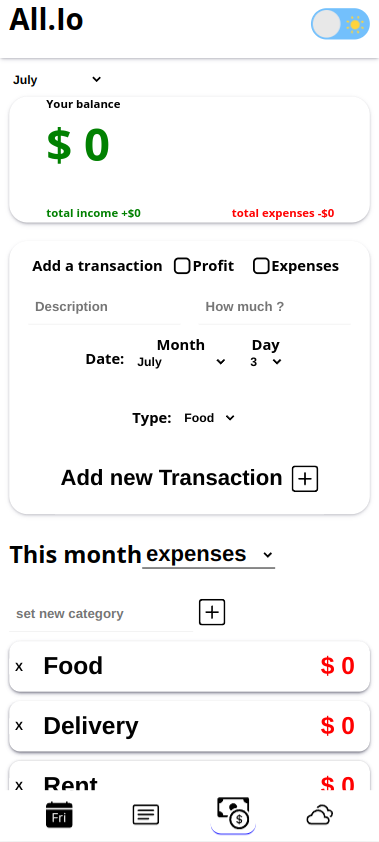 All.Io
July
Your balance
$ 0
total income +$0 total expenses -$0
Add a transaction Profit Expenses
Description How much ?
Month Day
Date: July 3
Type: Food
Add new Transaction
This month expenses
set new category
x Food $ 0
x Delivery $ 0
Rent $ 0
Fri
$